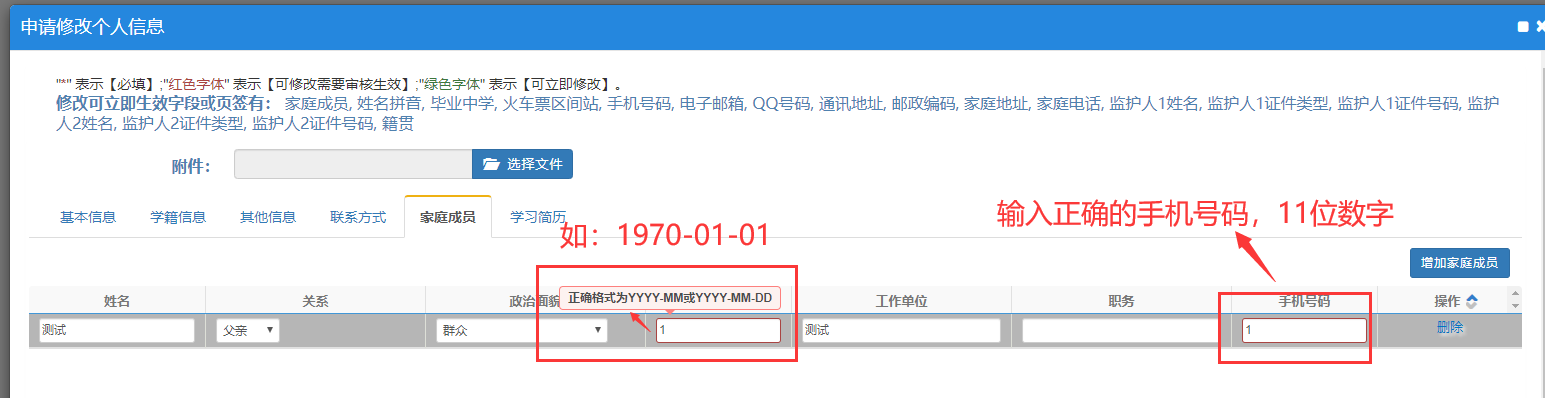 申请修改个人信息
"*" 表示【必填】;"红色字体" 表示【可修改需要审核生效】;"绿色字体" 表示【可立即修改】。
修改可立即生效字段或页签有： 家庭成员, 姓名拼音, 毕业中学, 火车票区间站, 手机号码, 电子邮箱, QQ号码, 通讯地址, 邮政编码, 家庭地址, 家庭电话, 监护人1姓名, 监护人1证件类型, 监护人1证件号码, 监护
人2姓名, 监护人2证件类型, 监护人2证件号码, 籍贯
附件： 选择文件
基本信息 学籍信息 其他信息 联系方式 家庭成员 学习简历
如：1970-01-01
输入正确的手机号码，11位数字
增加家庭成员
正确格式为YYYY-MM或YYYY-MM-DD
姓名 关系 政治面貌 工作单位 职务 手机号码 操作
测试 父亲 群众 1 测试 1 删除